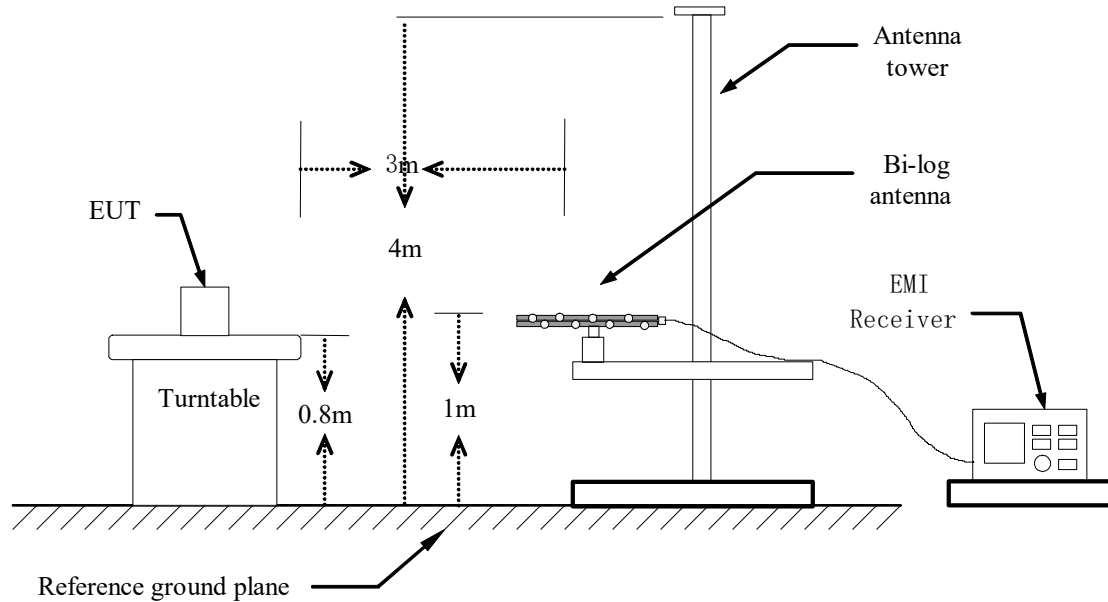 Antenna
tower
3m
Bi-log
antenna
EUT
4m
EMI
Receiver
Turntable
0.8m
1m
Reference ground plane